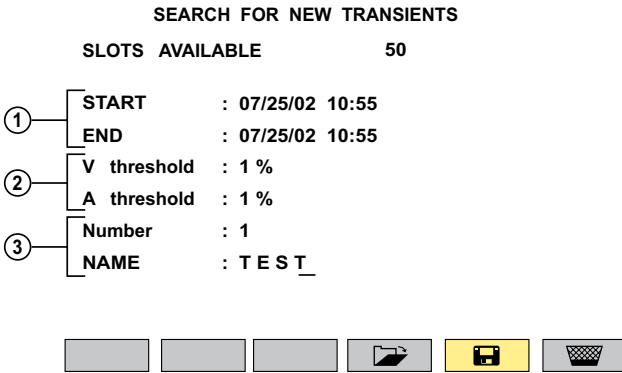 SEARCH FOR NEW TRANSIENTS
SLOTS AVAILABLE 50
1
START : 07/25/02 10:55
END : 07/25/02 10:55
2
V threshold : 1 %
A threshold : 1 %
3
Number : 1
NAME : T E S T